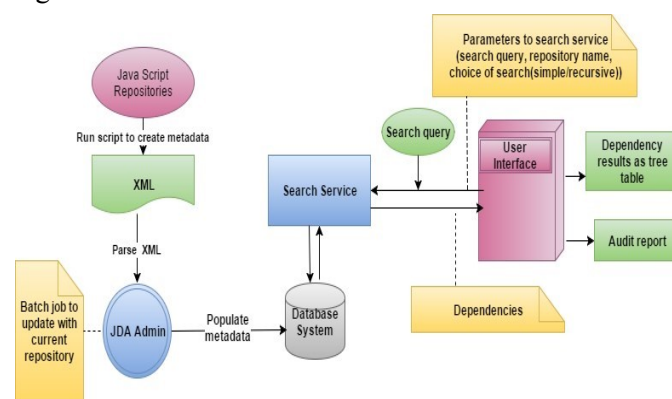 Java Script
Repositories
Run script to create metadata
XML
Parse XML
Batch job to
update with
current
repository
JDA Admin
Populate
metadata
Database
System
Search Service
Search query
Parameters to search service
(search query, repository name,
choice of search(simple/recursive))
User
Interface
Dependency
results as tree
table
Audit report
Dependencies